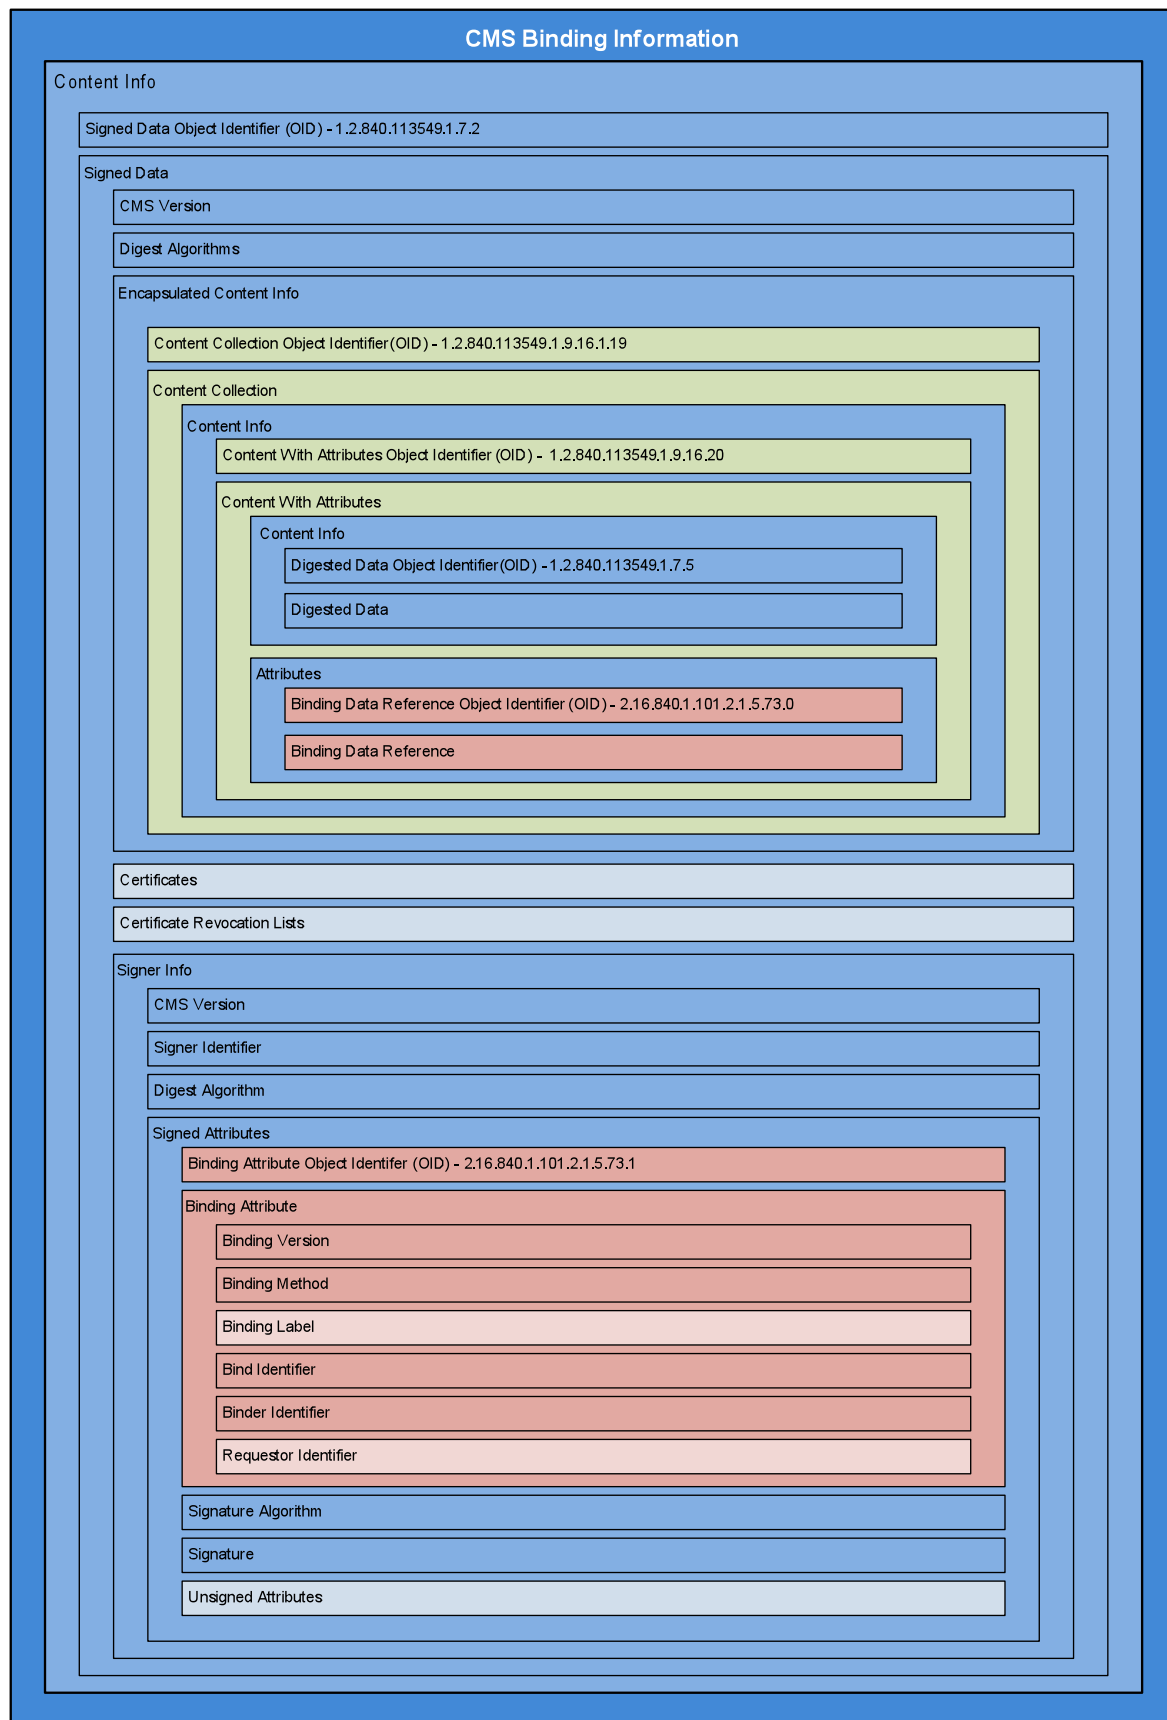 CMS Binding Information
Content Info
Signed Data Object Identifier (OID) - 1.2.840.113549.1.7.2
Signed Data
CMS Version
Digest Algorithms
Encapsulated Content Info
Content Collection Object Identifier(OID) - 1.2.840.113549.1.9.16.1.19
Content Collection
Content Info
Content With Attributes Object Identifier (OID) - 1.2.840.113549.1.9.16.20
Content With Attributes
Content Info
Digested Data Object Identifier(OID) - 1.2.840.113549.1.7.5
Digested Data
Attributes
Binding Data Reference Object Identifier (OID) - 2.16.840.1.101.2.1.5.73.0
Binding Data Reference
Certificates
Certificate Revocation Lists
Signer Info
CMS Version
Signer Identifier
Digest Algorithm
Signed Attributes
Binding Attribute Object Identifer (OID) - 2.16.840.1.101.2.1.5.73.1
Binding Attribute
Binding Version
Binding Method
Binding Label
Bind Identifier
Binder Identifier
Requestor Identifier
Signature Algorithm
Signature
Unsigned Attributes